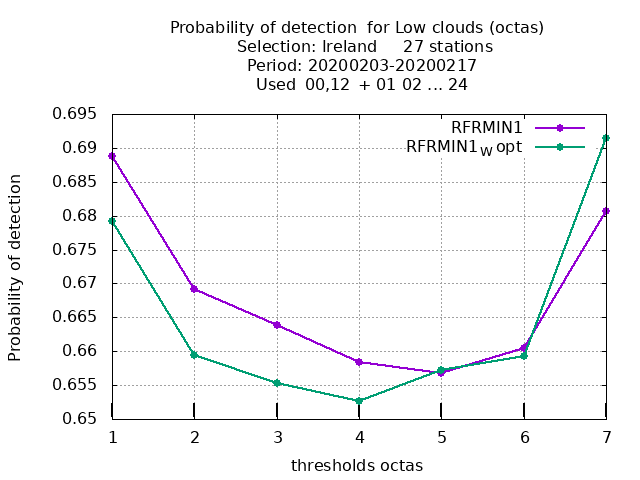 Probability of detection  for Low clouds (octas)
Selection: Ireland     27 stations
Period: 20200203-20200217
Used  00,12  + 01 02 ... 24
RFRMIN1
RFRMIN1W opt
0.695
0.69
0.685
0.68
0.675
0.67
0.665
0.66
0.655
0.65
Probability of detection
1 2 3 4 5 6 7
thresholds octas